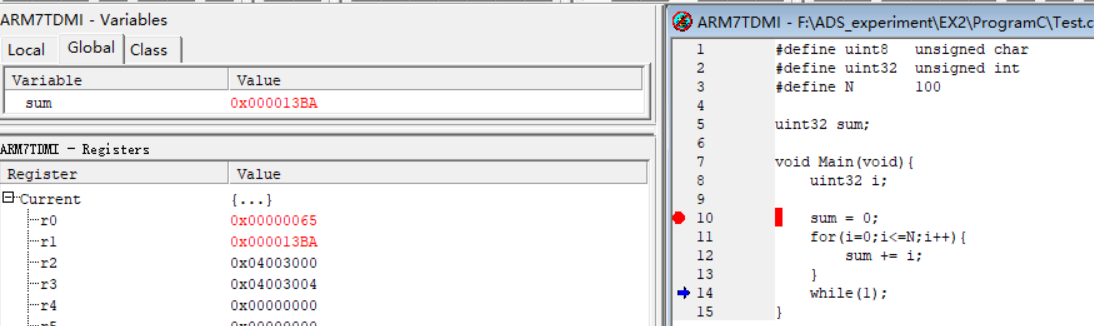 ARM7TDMI - Variables
Local Global Class
Variable Value
sum 0x000013BA
ARM7TDMI - Registers
Register Value
Current {...}
r0 0x00000065
r1 0x000013BA
r2 0x04003000
r3 0x04003004
r4 0x00000000
ARM7TDMI - F:\ADS_experiment\EX2\ProgramC\Test.c
1 #define uint8 unsigned char
2 #define uint32 unsigned int
3 #define N 100
4
5 uint32 sum;
6
7 void Main(void){
8 uint32 i;
9
10 sum = 0;
11 for(i=0;i<=N;i++){
12 sum += i;
13 }
14 while(1);
15 }